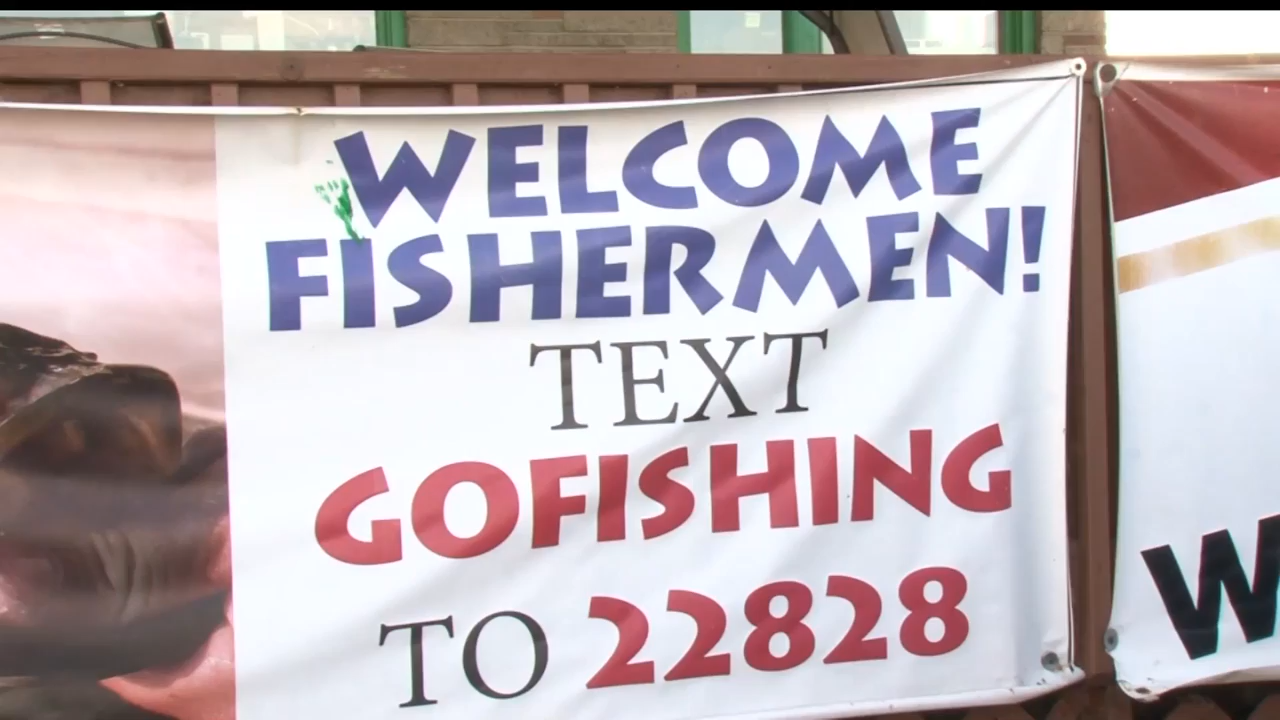 WELCOME
FISHERMEN!
TEXT
GOFISHING
TO 22828
W